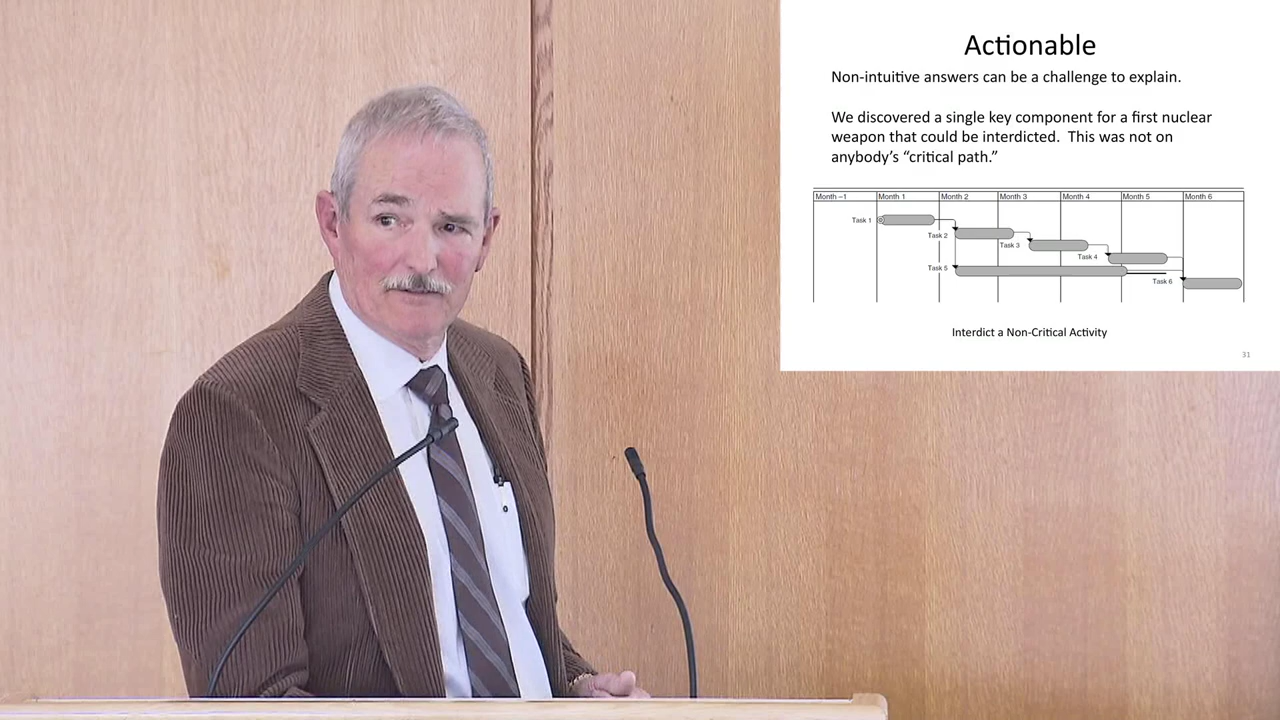 Actionable
Non-intuitive answers can be a challenge to explain.
We discovered a single key component for a first nuclear
weapon that could be interdicted.  This was not on
anybody's “critical path.”
Month –1 Month 1 Month 2 Month 3 Month 4 Month 5 Month 6
Task 1
Task 2
Task 3
Task 4
Task 5
Task 6
Interdict a Non-Critical Activity
31